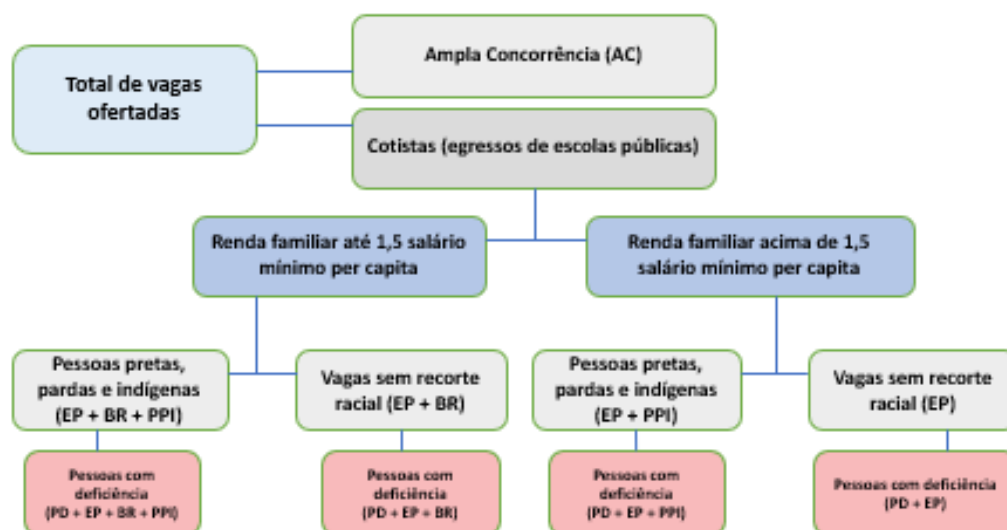 Ampla Concorrência (AC)
Total de vagas
ofertadas
Cotistas (egressos de escolas públicas)
Renda familiar até 1,5 salário
mínimo per capita
Renda familiar acima de 1,5
salário mínimo per capita
Pessoas pretas,
pardas e indígenas
(EP + BR + PPI)
Vagas sem recorte
racial (EP + BR)
Pessoas pretas,
pardas e indígenas
(EP + PPI)
Vagas sem recorte
racial (EP)
Pessoas com
deficiência
(PD + EP + BR + PPI)
Pessoas com
deficiência
(PD + EP + BR)
Pessoas com
deficiência
(PD + EP + PPI)
Pessoas com deficiência
(PD + EP)